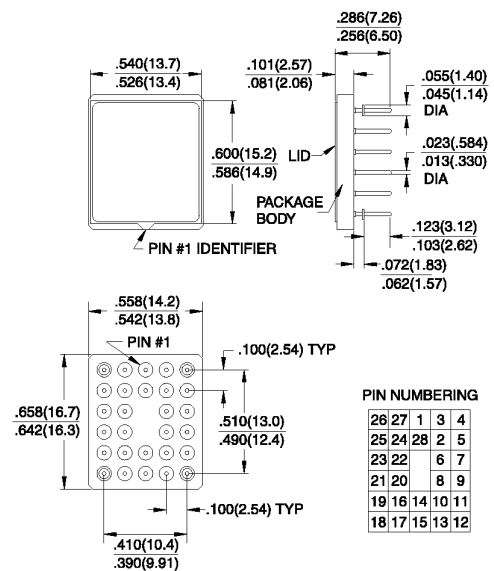 .286(7.26)
.256(6.50)
.540(13.7)
.526(13.4)
.101(2.57)
.081(2.06)
.055(1.40)
.045(1.14)
DIA
.600(15.2)
.586(14.9)
LID
.023(.584)
.013(.330)
DIA
PACKAGE
BODY
PIN #1 IDENTIFIER
.123(3.12)
.103(2.62)
.072(1.83)
.062(1.57)
.558(14.2)
.542(13.8)
PIN #1
.100(2.54) TYP
.658(16.7)
.642(16.3)
.510(13.0)
.490(12.4)
.100(2.54) TYP
.410(10.4)
.390(9.91)
PIN NUMBERING
26 27 1 3 4
25 24 28 2 5
23 22 6 7
21 20 8 9
19 16 14 10 11
18 17 15 13 12